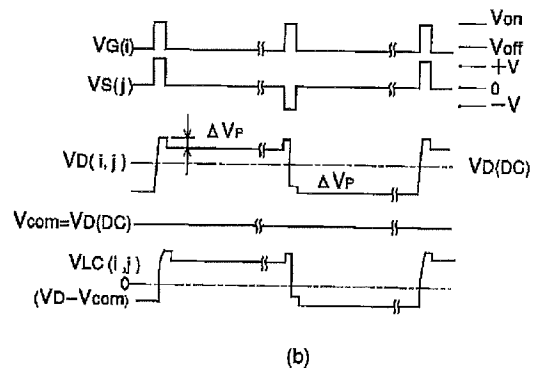 VG(i)
Von
Voff
VS(j)
+V
0
−V
ΔVP
VD(i,j)
ΔVP
VD(DC)
Vcom=VD(DC)
VLC(i,j)
0
(VD−Vcom)
(b)